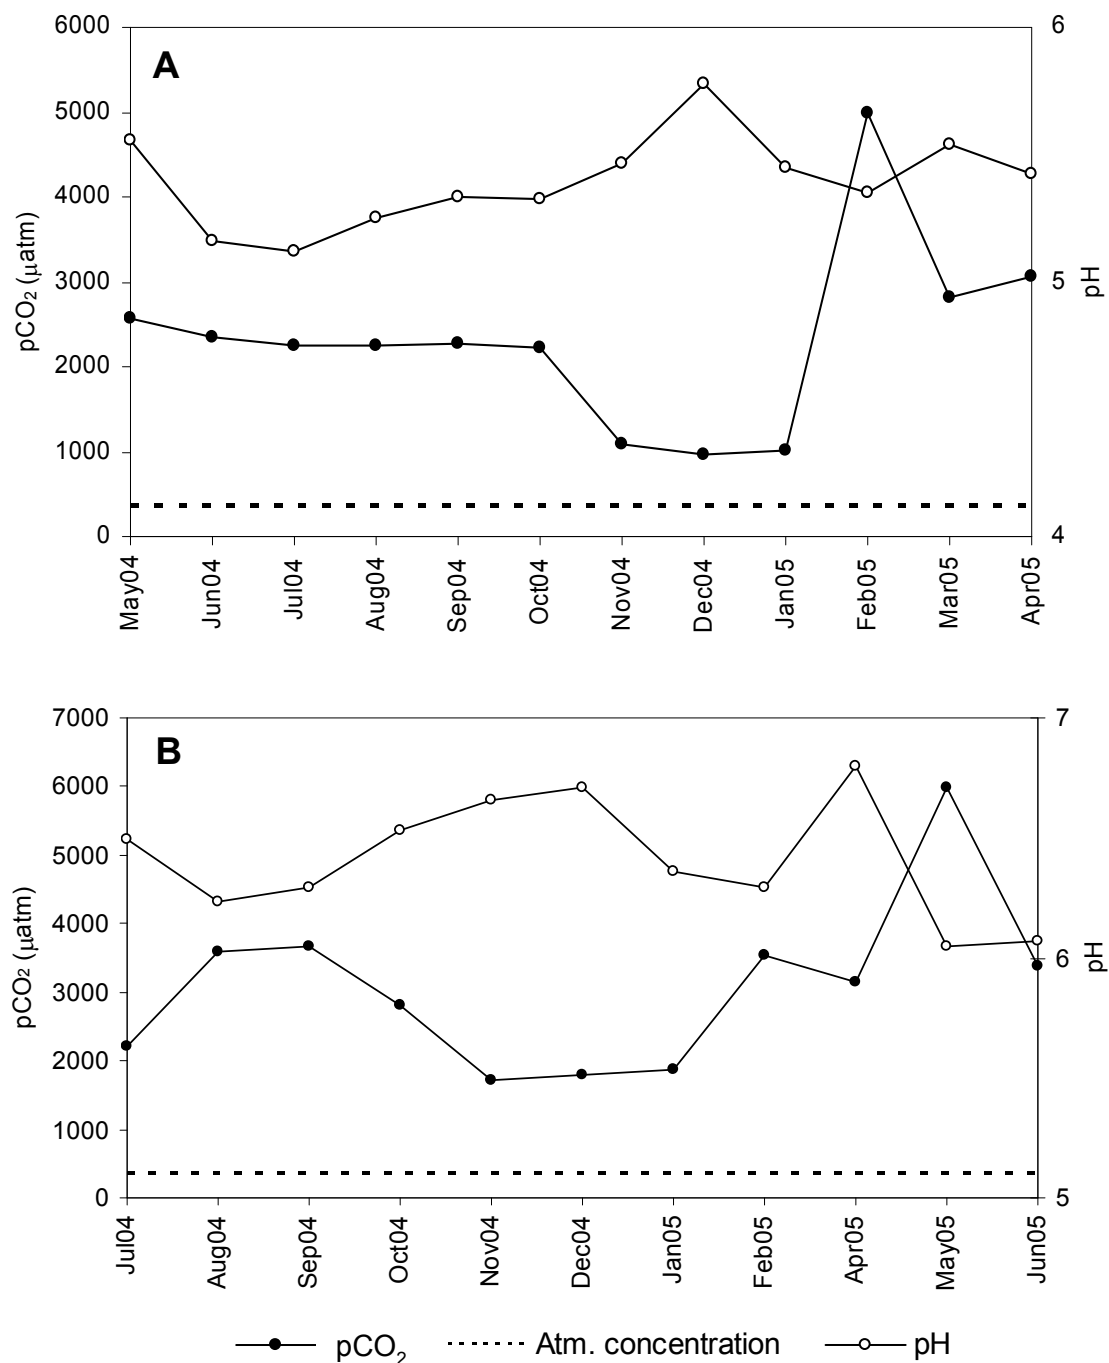 6000
5000
4000
3000
2000
1000
0
pCO2 (µatm)
A
6
5
4
pH
May04
Jun04
Jul04
Aug04
Sep04
Oct04
Nov04
Dec04
Jan05
Feb05
Mar05
Apr05
7000
6000
5000
4000
3000
2000
1000
0
pCO2 (µatm)
B
7
6
5
pH
Jul04
Aug04
Sep04
Oct04
Nov04
Dec04
Jan05
Feb05
Apr05
May05
Jun05
pCO2 Atm. concentration pH